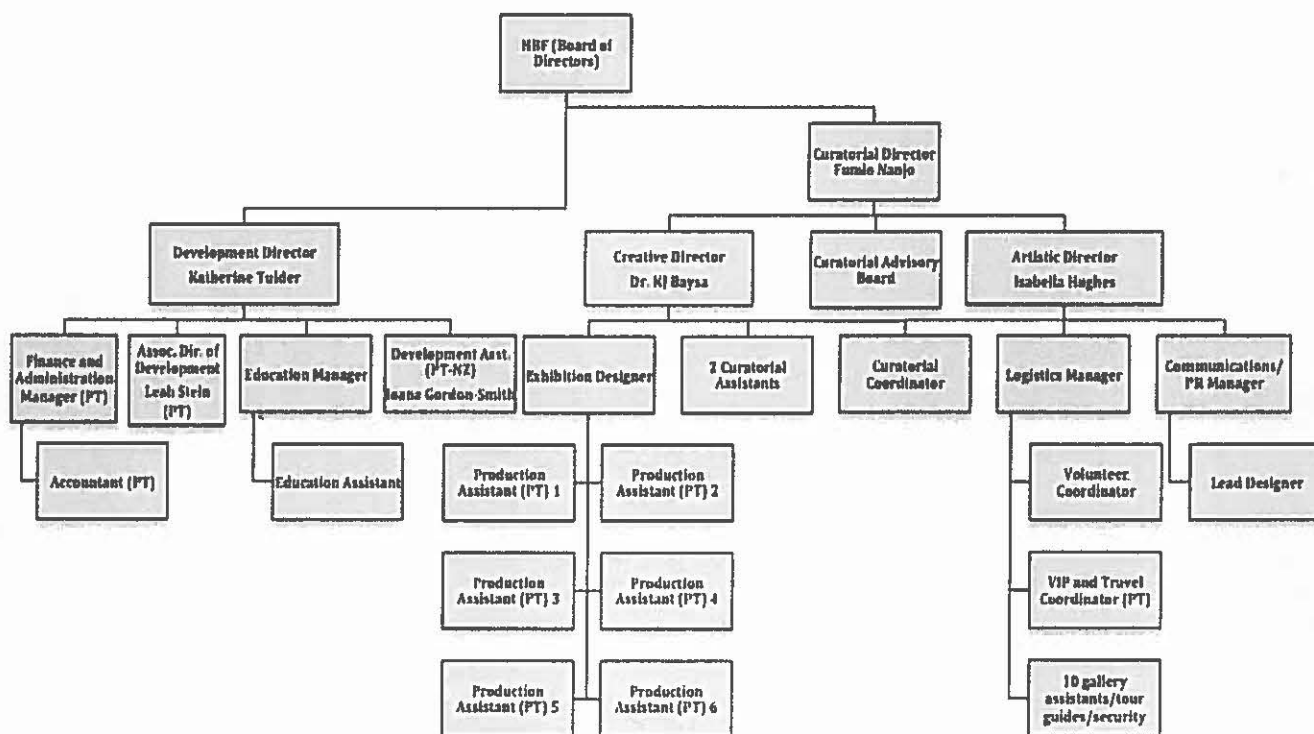 HBF (Board of
Directors)
Curatorial Director
Fumio Nanjo
Development Director
Katherine Tuider
Creative Director
Dr. KJ Baysa
Curatorial Advisory
Board
Artistic Director
Isabella Hughes
Finance and
Administration
Manager (PT)
Assoc. Dir. of
Development
Leah Stein
(PT)
Education Manager
Development Asst.
(PT-NZ)
Ioana Gordon-Smith
Exhibition Designer
2 Curatorial
Assistants
Curatorial
Coordinator
Logistics Manager
Communications/
PR Manager
Accountant (PT)
Education Assistant
Production
Assistant (PT) 1
Production
Assistant (PT) 2
Volunteer
Coordinator
Lead Designer
Production
Assistant (PT) 3
Production
Assistant (PT) 4
VIP and Travel
Coordinator (PT)
Production
Assistant (PT) 5
Production
Assistant (PT) 6
10 gallery
assistants/tour
guides/security